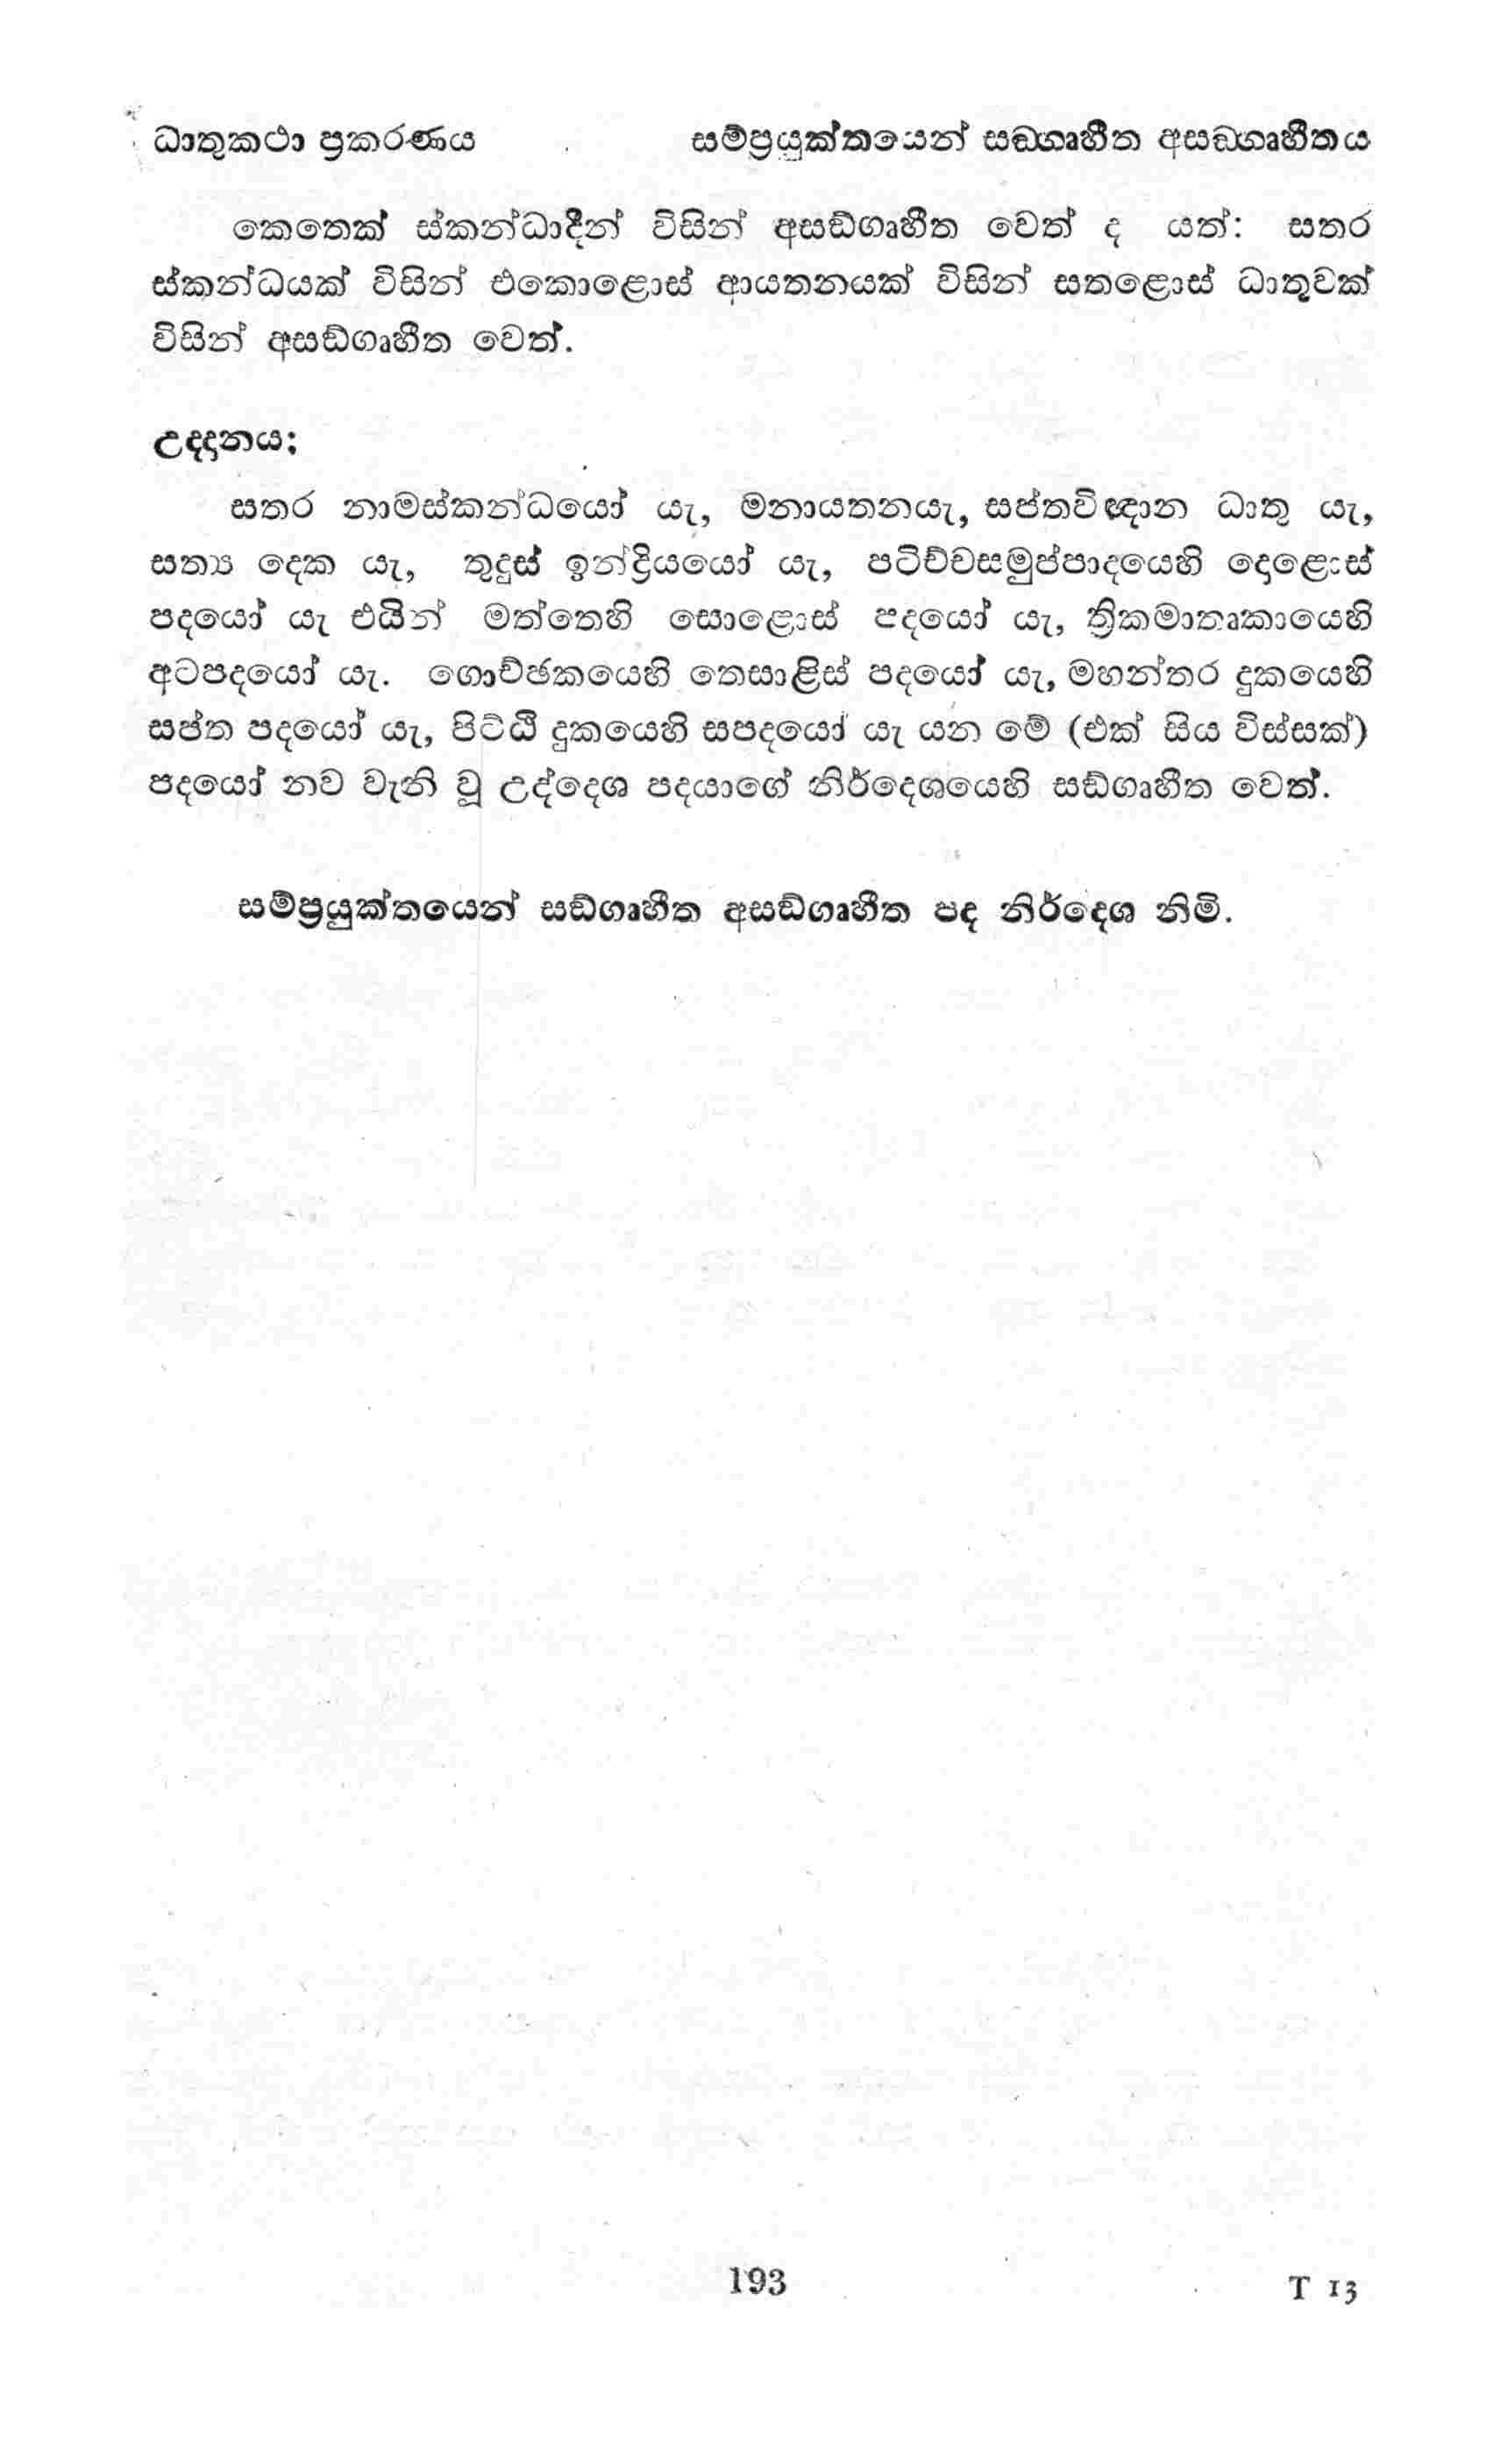 ධාතුකථා ප්‍රකරණය සම්ප්‍රයුක්තයෙන් සඞ්ගෘහීත අසඞ්ගෘහීතය
කෙතෙක් ස්කන්ධාදීන් විසින් අසඞ්ගෘහීත වෙත් ද යත්: සතර
ස්කන්ධයක් විසින් එකොළොස් ආයතනයක් විසින් සතළොස් ධාතුවක්
විසින් අසඞ්ගෘහීත වෙත්.
උද්දානය:
සතර නාමස්කන්ධයෝ යැ, මනායතනයැ, සප්තවිඥාන ධාතු යැ,
සත්‍ය දෙක යැ, තුදුස් ඉන්ද්‍රියයෝ යැ, පටිච්චසමුප්පාදයෙහි දොළොස්
පදයෝ යැ එයින් මත්තෙහි සොළොස් පදයෝ යැ, ත්‍රිකමාතෘකායෙහි
අටපදයෝ යැ. ගොච්ඡකයෙහි තෙසාළිස් පදයෝ යැ, මහන්තර දුකයෙහි
සප්ත පදයෝ යැ, පිට්ඨි දුකයෙහි සපදයෝ යැ යන මේ (එක් සිය විස්සක්)
පදයෝ නව වැනි වූ උද්දෙශ පදයාගේ නිර්දෙශයෙහි සඞ්ගෘහීත වෙත්.
සම්ප්‍රයුක්තයෙන් සඞ්ගෘහීත අසඞ්ගෘහීත පද නිර්දෙශ නිමි.
193
T 13